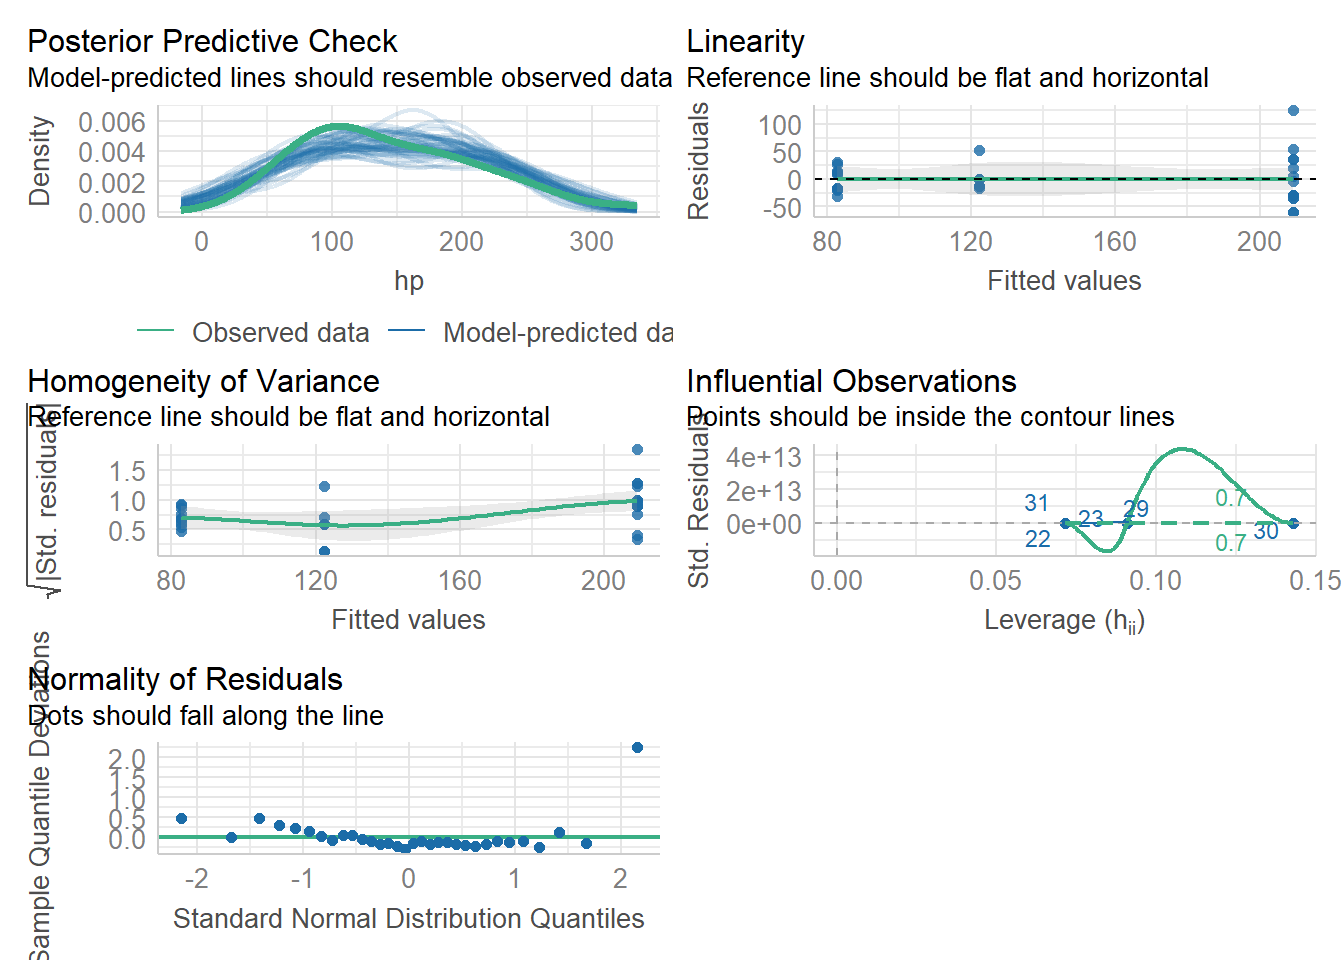 Posterior Predictive Check
Model-predicted lines should resemble observed data
Density
0.006
0.004
0.002
0.000
0 100 200 300
hp
Observed data Model-predicted da
Linearity
Reference line should be flat and horizontal
Residuals
100
50
0
-50
80 120 160 200
Fitted values
Homogeneity of Variance
Reference line should be flat and horizontal
√|Std. residuals|
1.5
1.0
0.5
80 120 160 200
Fitted values
Influential Observations
Points should be inside the contour lines
Std. Residuals
4e+13
2e+13
0e+00
31
23
29
22
30
0.7
0.7
0.00 0.05 0.10 0.15
Leverage (hii)
Normality of Residuals
Dots should fall along the line
Sample Quantile Deviations
2.0
1.5
1.0
0.5
0.0
-2 -1 0 1 2
Standard Normal Distribution Quantiles